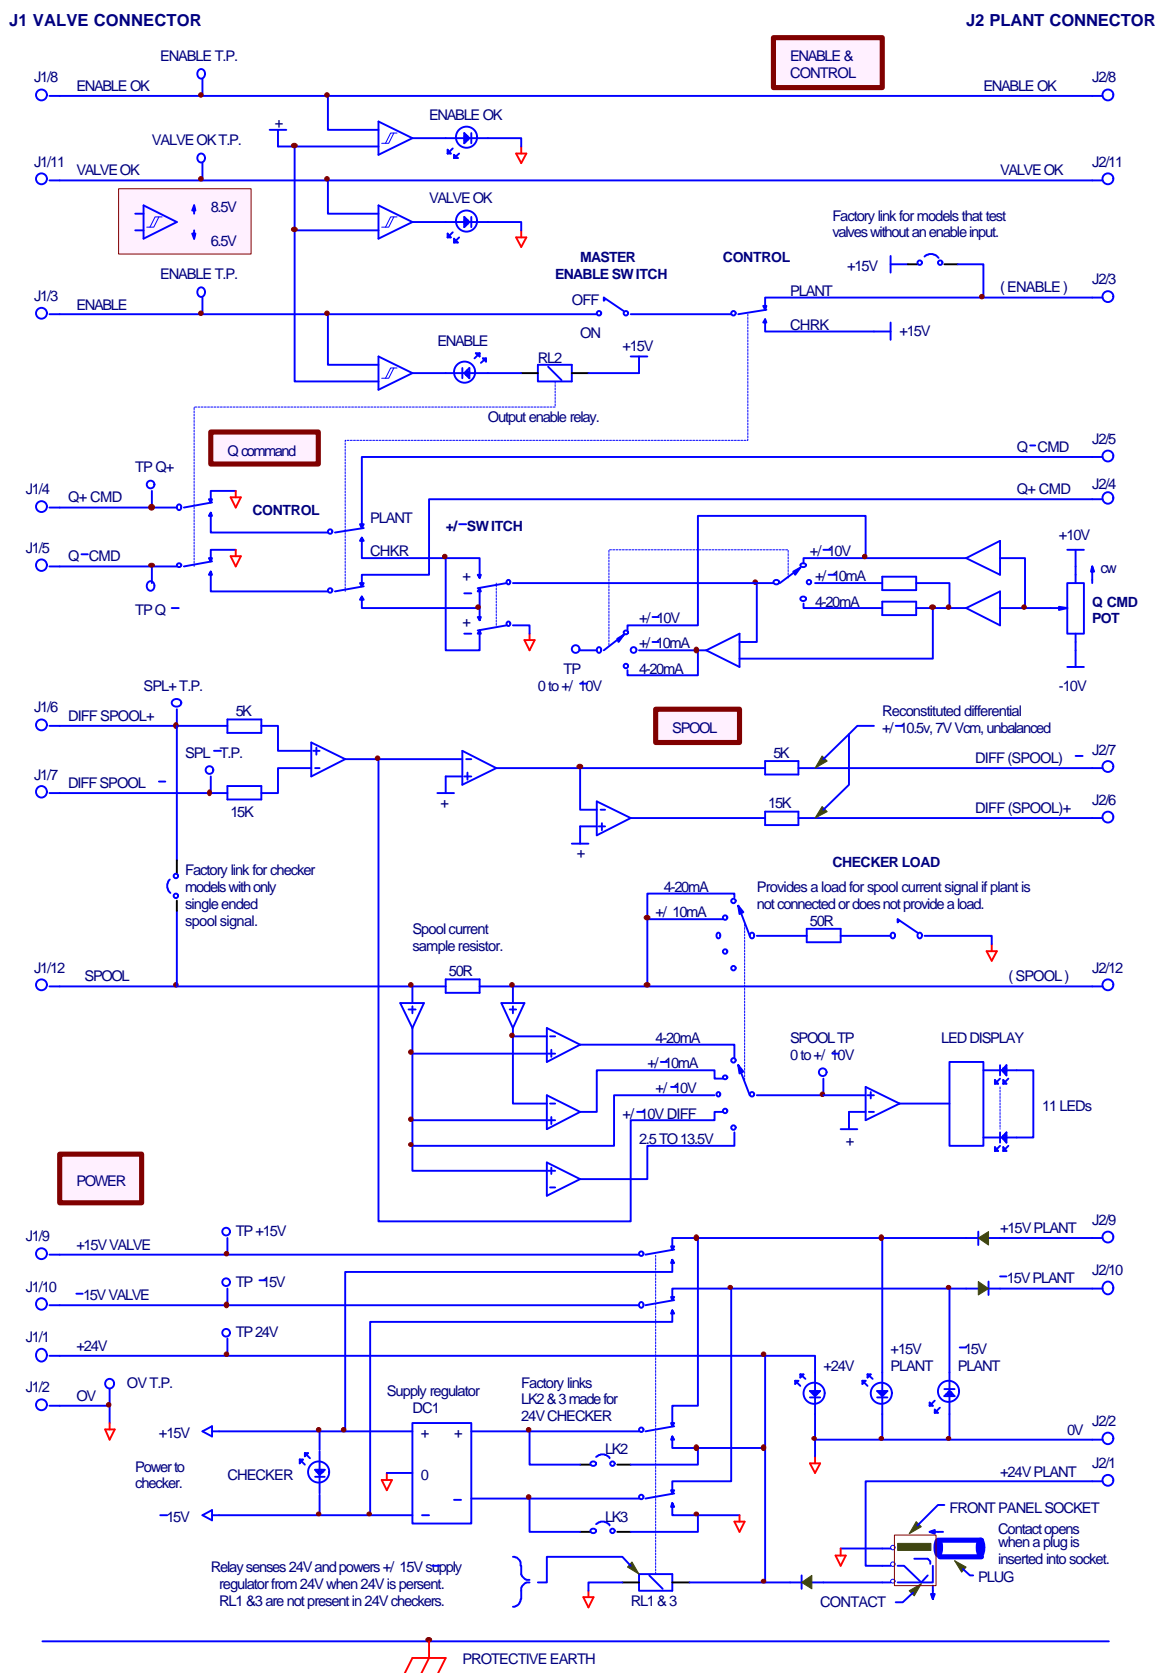 J1 VALVE CONNECTOR
J2 PLANT CONNECTOR
ENABLE T.P.
ENABLE &
CONTROL
J1/8
ENABLE OK
ENABLE OK
J2/8
ENABLE OK
+
VALVE OK T.P.
J1/11
VALVE OK
VALVE OK
J2/11
8.5V
6.5V
VALVE OK
Factory link for models that test
valves without an enable input.
MASTER
ENABLE SWITCH
CONTROL
+15V
ENABLE T.P.
J1/3
ENABLE
OFF
ON
PLANT
CHRK
+15V
( ENABLE )
J2/3
ENABLE
RL2
+15V
Output enable relay.
Q command
Q-CMD
J2/5
TP Q+
J1/4
Q+ CMD
CONTROL
PLANT
+/-SWITCH
Q+ CMD
J2/4
J1/5
Q-CMD
CHKR
TP Q -
+
-
+
-
+/-10V
+/-10mA
4-20mA
+10V
cw
Q CMD
POT
-10V
+/-10V
+/-10mA
4-20mA
TP
0 to +/-10V
SPL+ T.P.
J1/6
DIFF SPOOL+
5K
SPL-T.P.
J1/7
DIFF SPOOL -
15K
+
-
-
+
+
-
+
+
SPOOL
Reconstituted differential
+/-10.5v, 7V Vcm, unbalanced
5K
DIFF (SPOOL) -
J2/7
15K
DIFF (SPOOL)+
J2/6
Factory link for checker
models with only
single ended
spool signal.
CHECKER LOAD
Provides a load for spool current signal if plant is
not connected or does not provide a load.
4-20mA
+/ 10mA
50R
Spool current
sample resistor.
J1/12
SPOOL
50R
( SPOOL )
J2/12
+
+
-
+
-
+
+
-
4-20mA
+/-10mA
+/-10V
+/-10V DIFF
2.5 TO 13.5V
SPOOL TP
0 to +/-10V
+
-
+
LED DISPLAY
11 LEDs
POWER
J1/9
+15V VALVE
TP +15V
+15V PLANT
J2/9
J1/10
-15V VALVE
TP -15V
-15V PLANT
J2/10
J1/1
+24V
TP 24V
+24V
+15V
PLANT
-15V
PLANT
J1/2
OV
OV T.P.
Supply regulator
DC1
Factory links
LK2 & 3 made for
24V CHECKER
0V
J2/2
+15V
+ +
0
-
-
LK2
Power to
checker.
CHECKER
-15V
LK3
+24V PLANT
J2/1
FRONT PANEL SOCKET
Contact opens
when a plug is
inserted into socket.
PLUG
CONTACT
Relay senses 24V and powers +/-15V supply
regulator from 24V when 24V is persent.
RL1 &3 are not present in 24V checkers.
RL1 & 3
PROTECTIVE EARTH